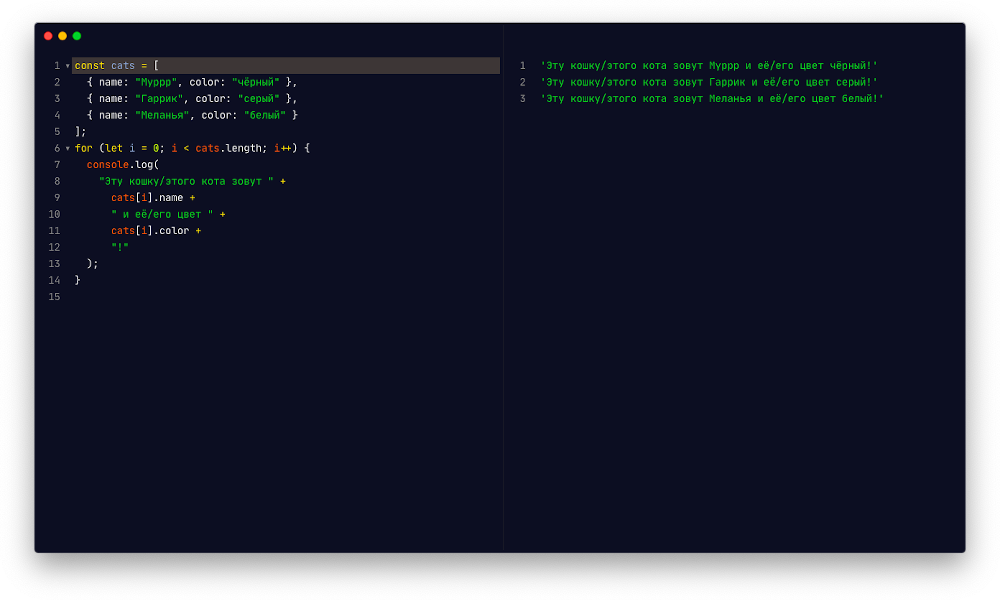 1 const cats = [
2 { name: "Муррр", color: "чёрный" },
3 { name: "Гаррик", color: "серый" },
4 { name: "Меланья", color: "белый" }
5 ];
6 for (let i = 0; i < cats.length; i++) {
7 console.log(
8 "Эту кошку/этого кота зовут " +
9 cats[i].name +
10 " и её/его цвет " +
11 cats[i].color +
12 "!"
13 );
14 }
15
1 'Эту кошку/этого кота зовут Муррр и её/его цвет чёрный!'
2 'Эту кошку/этого кота зовут Гаррик и её/его цвет серый!'
3 'Эту кошку/этого кота зовут Меланья и её/его цвет белый!'